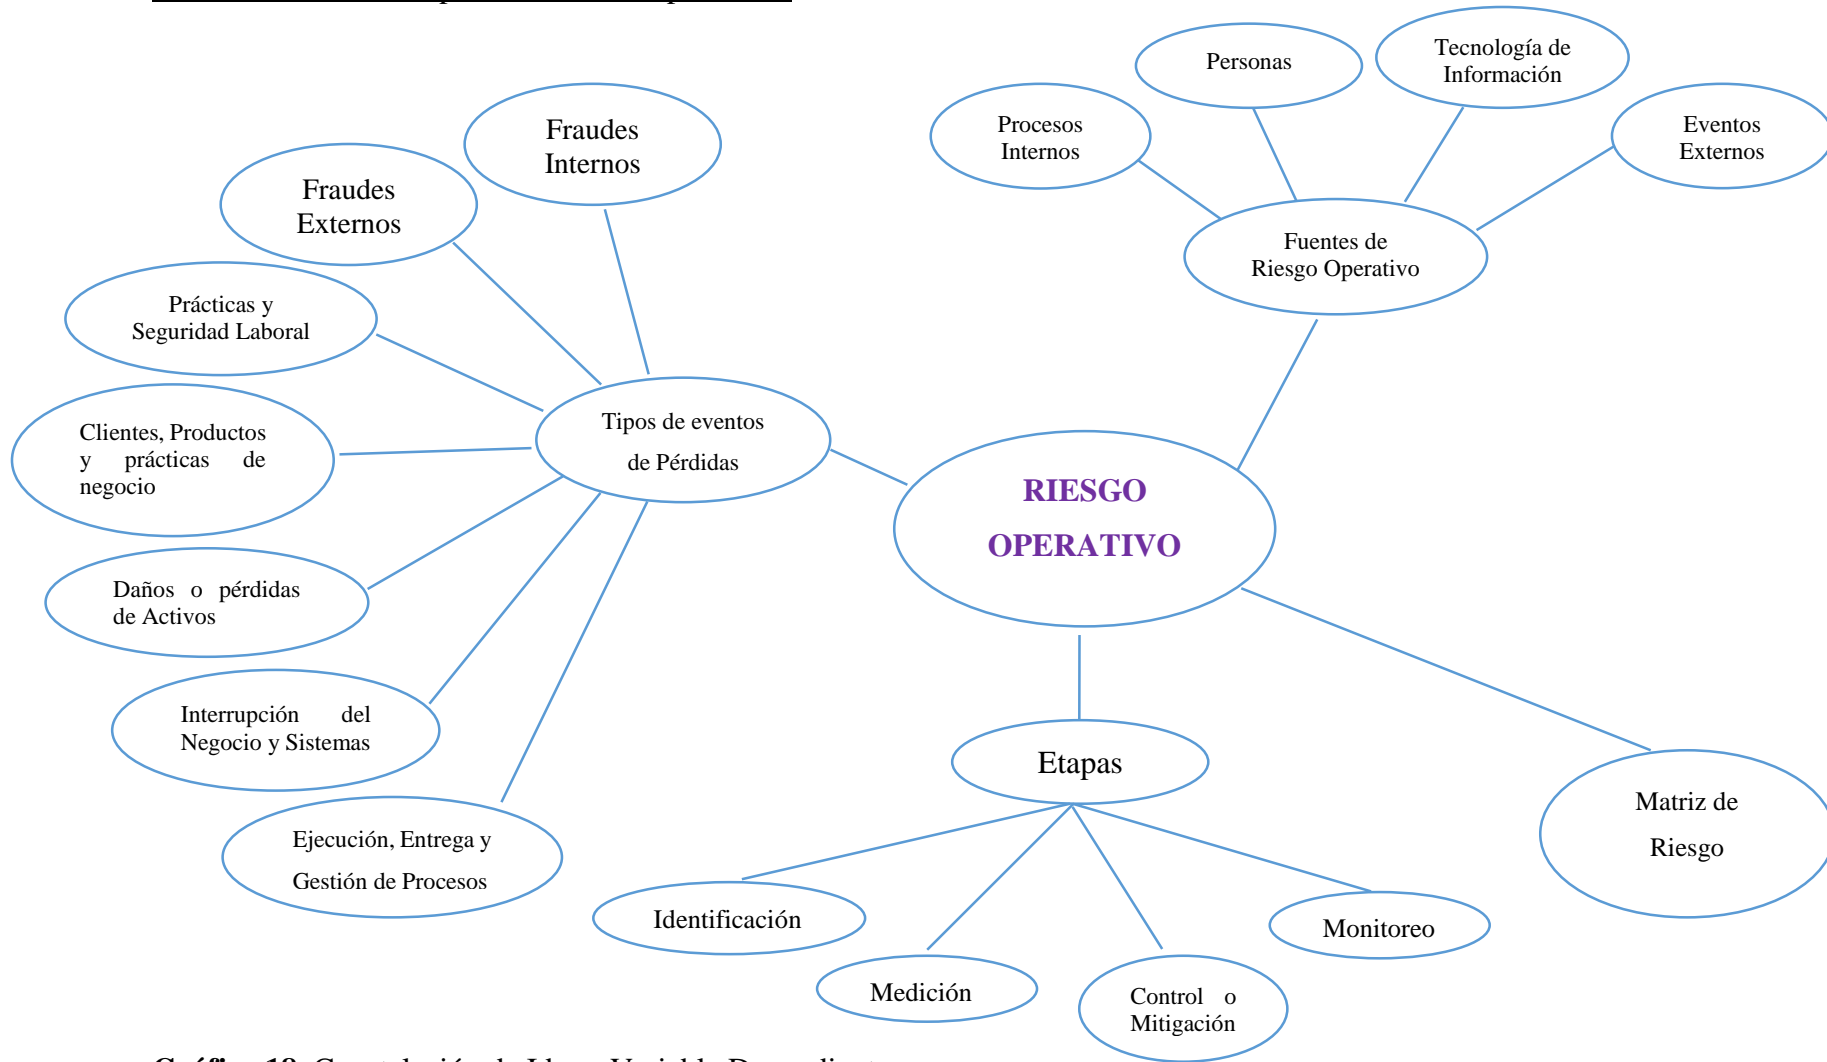 Fraudes
Internos
Fraudes
Externos
Prácticas y
Seguridad Laboral
Clientes, Productos
y prácticas de
negocio
Daños o pérdidas
de Activos
Interrupción del
Negocio y Sistemas
Ejecución, Entrega y
Gestión de Procesos
Tipos de eventos
de Pérdidas
Procesos
Internos
Personas
Tecnología de
Información
Eventos
Externos
Fuentes de
Riesgo Operativo
RIESGO
OPERATIVO
Etapas
Identificación
Medición
Control o
Mitigación
Monitoreo
Matriz de
Riesgo